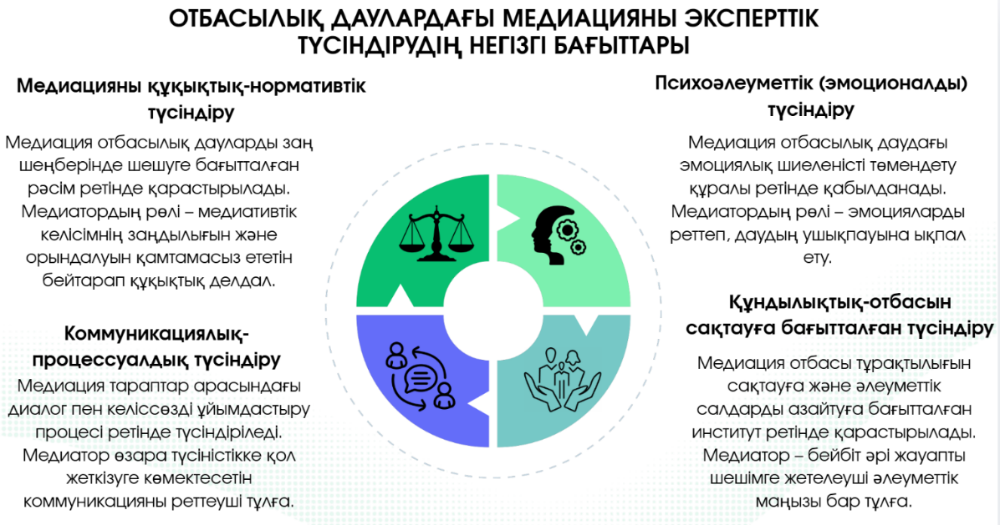 ОТБАСЫЛЫҚ ДАУЛАРДАҒЫ МЕДИАЦИЯНЫ ЭКСПЕРТТІК
ТҮСІНДІРУДІҢ НЕГІЗГІ БАҒЫТТАРЫ
Медиацияны құқықтық-нормативтік
түсіндіру
Медиация отбасылық дауларды заң
шеңберінде шешуге бағытталған
рәсім ретінде қарастырылады.
Медиатордың рөлі – медиативтік
келісімнің заңдылығын және
орындалуын қамтамасыз ететін
бейтарап құқықтық делдал.
Психоәлеуметтік (эмоционалды)
түсіндіру
Медиация отбасылық даудағы
эмоциялық шиеленісті төмендету
құралы ретінде қабылданады.
Медиатордың рөлі – эмоцияларды
реттеп, даудың ушықпауына ықпал
ету.
Коммуникациялық-
процессуалдық түсіндіру
Медиация тараптар арасындағы
диалог пен келіссөзді ұйымдастыру
процесі ретінде түсіндіріледі.
Медиатор өзара түсіністікке қол
жеткізуге көмектесетін
коммуникацияны реттеуші тұлға.
Құндылықтық-отбасын
сақтауға бағытталған түсіндіру
Медиация отбасы тұрақтылығын
сақтауға және әлеуметтік
салдарды азайтуға бағытталған
институт ретінде қарастырылады.
Медиатор – бейбіт әрі жауапты
шешімге жетелеуші әлеуметтік
маңызы бар тұлға.